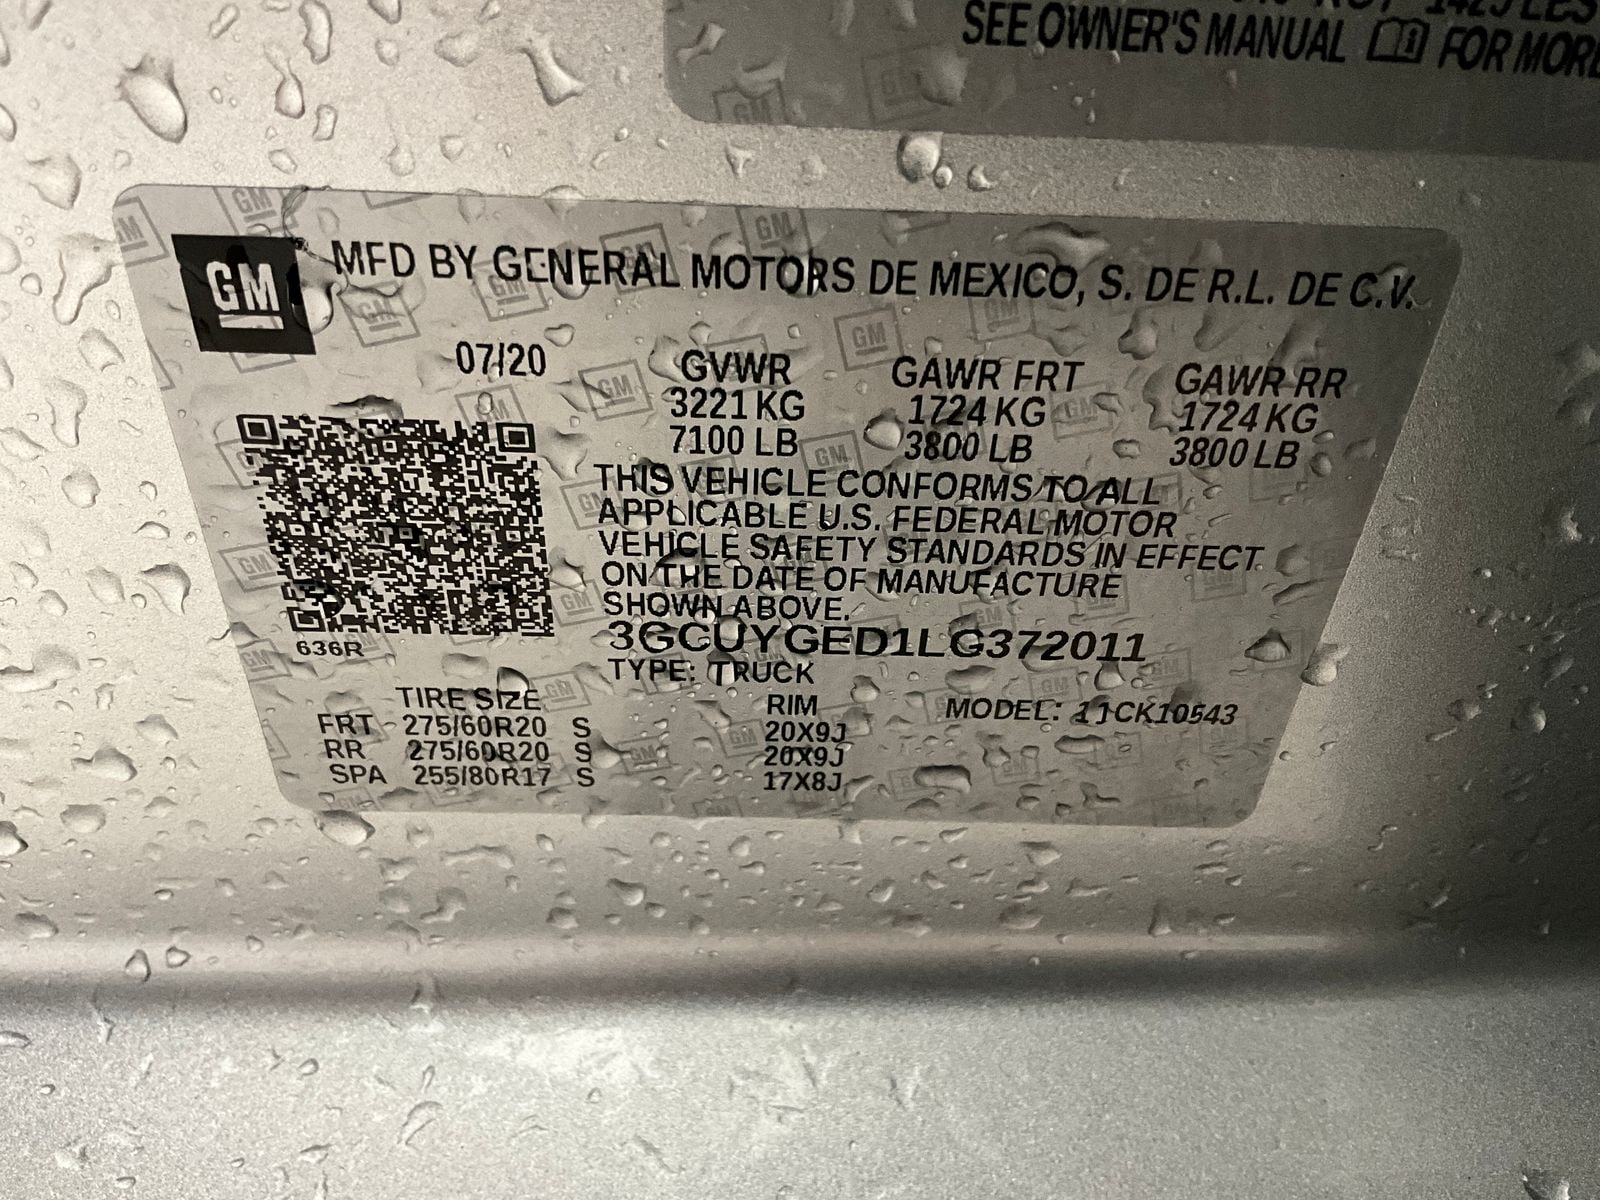 SEE OWNER'S MANUAL FOR MORE
GM MFD BY GENERAL MOTORS DE MEXICO, S. DE R.L. DE C.V.
07/20 GVWR GAWR FRT GAWR RR
3221 KG 1724 KG 1724 KG
7100 LB 3800 LB 3800 LB
THIS VEHICLE CONFORMS TO ALL
APPLICABLE U.S. FEDERAL MOTOR
VEHICLE SAFETY STANDARDS IN EFFECT
ON THE DATE OF MANUFACTURE
SHOWN ABOVE.
3GCUYGED1LG372011
636R
TYPE: TRUCK
TIRE SIZE RIM MODEL: 11CK10543
FRT 275/60R20 S 20X9J
RR 275/60R20 S 20X9J
SPA 255/80R17 S 17X8J